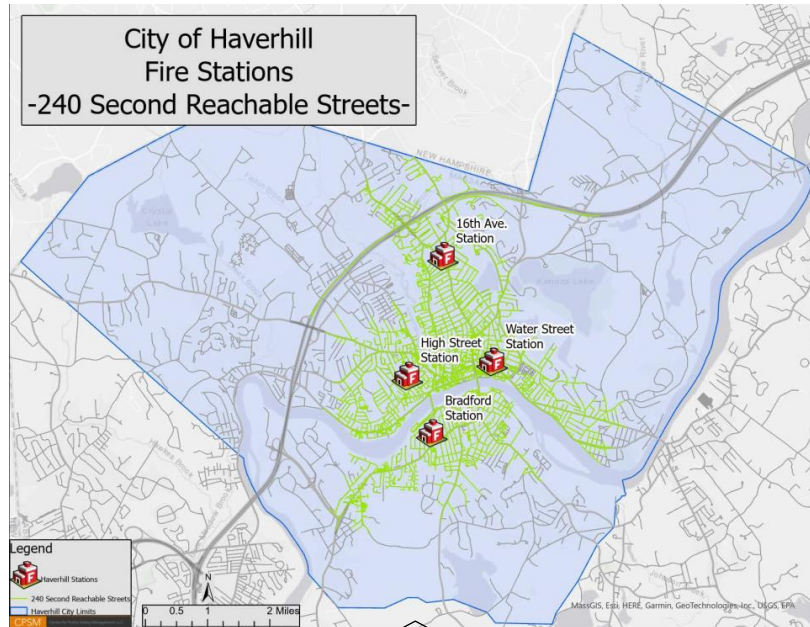 City of Haverhill
Fire Stations
-240 Second Reachable Streets-
NEW HAMPSHIRE
16th Ave.
Station
High Street
Station
Water Street
Station
Bradford
Station
Legend
Haverhill Stations
240 Second Reachable Streets
Haverhill City Limits
CPSM
N
0 0.5 1 2 Miles
MassGIS, Esri, HERE, Garmin, GeoTechnologies, Inc., USGS, EPA